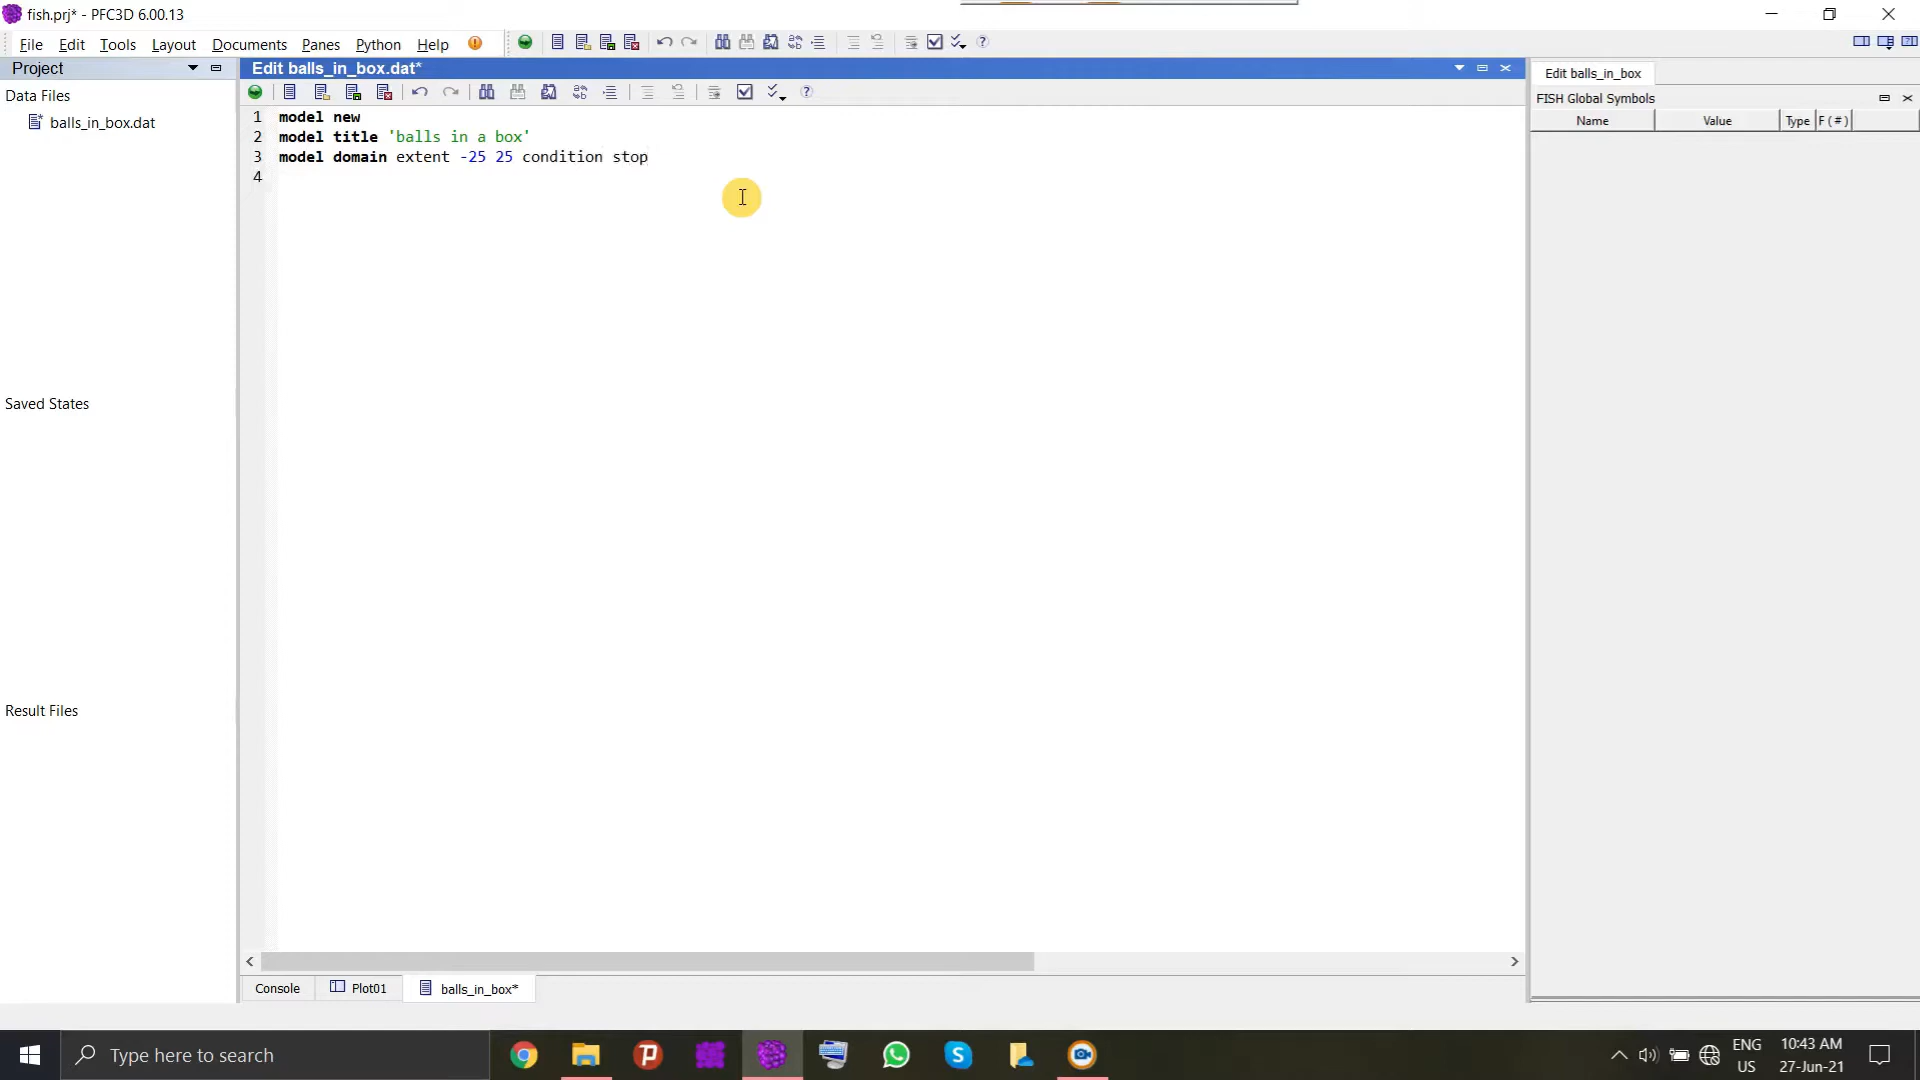 fish.prj* - PFC3D 6.00.13
File Edit Tools Layout Documents Panes Python Help
Project
Edit balls_in_box.dat*
Edit balls_in_box
Data Files
balls_in_box.dat
FISH Global Symbols
Name Value Type F ( # )
1 model new
2 model title 'balls in a box'
3 model domain extent -25 25 condition stop
4
Saved States
Result Files
Console Plot01 balls_in_box*
Type here to search
ENG
US
10:43 AM
27-Jun-21